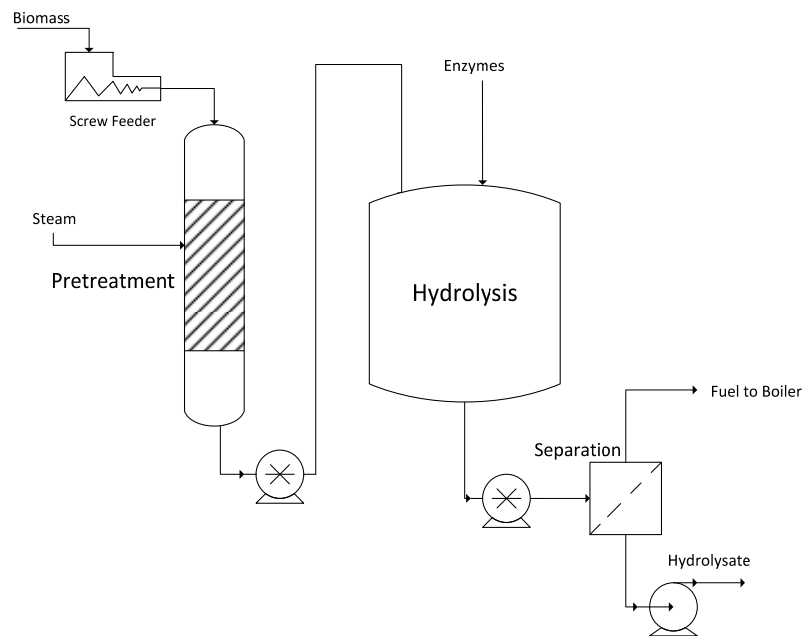 Biomass
Screw Feeder
Steam
Pretreatment
Enzymes
Hydrolysis
Fuel to Boiler
Separation
Hydrolysate